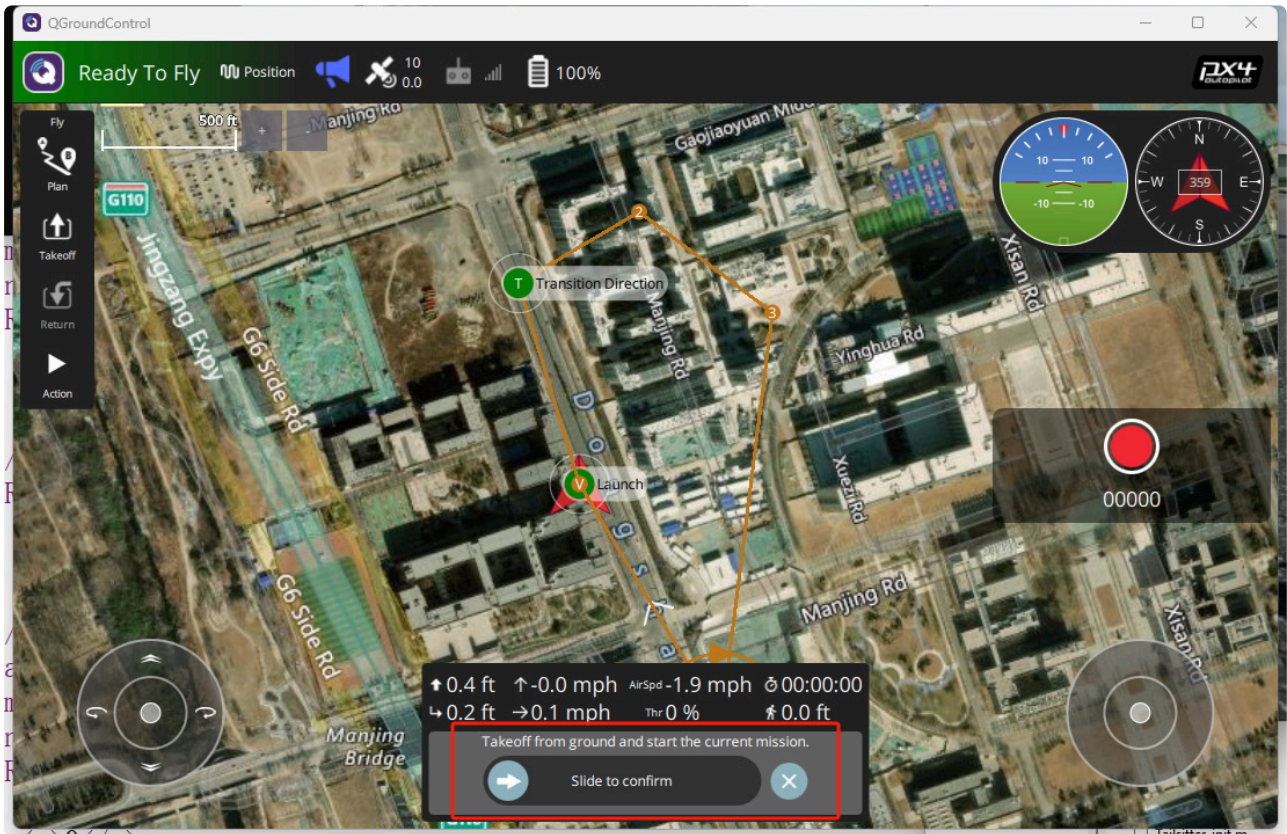 QGroundControl
Ready To Fly
Position
10
0.0
100%
PX4
autopilot
Fly
Plan
Takeoff
Return
Action
500 ft
+
-
Manjing Rd
Gaojiaoyuan Midd
G110
Jingzang Expy
G6 Side Rd
T
Transition Direction
2
3
Manjing Rd
Yinghua Rd
Xisan Rd
10 10
-10 -10
N
W 359 E
S
V
Launch
Xuezi Rd
00000
G6 Side Rd
Manjing Rd
Xisan Rd
Manjing
Bridge
0.4 ft -0.0 mph AirSpd -1.9 mph 00:00:00
0.2 ft 0.1 mph Thr 0 % 0.0 ft
Takeoff from ground and start the current mission.
Slide to confirm